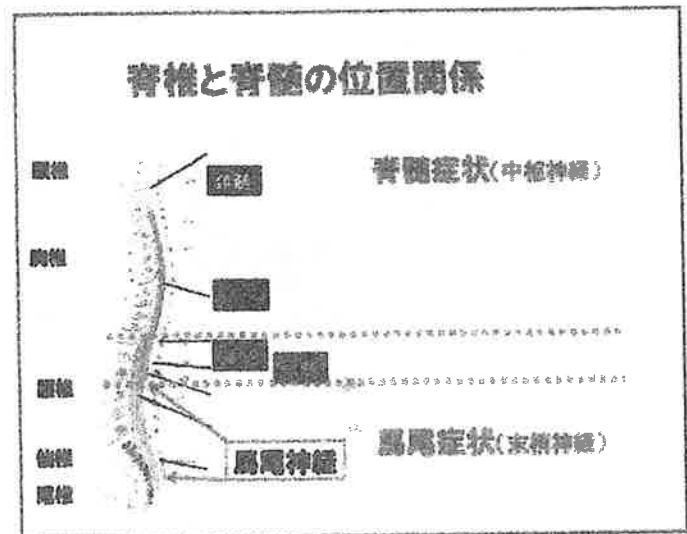 脊椎と脊髄の位置関係
頸椎
脊髄症状(中枢神経)
胸椎
腰椎
馬尾症状(末梢神経)
馬尾神経
仙椎
尾椎